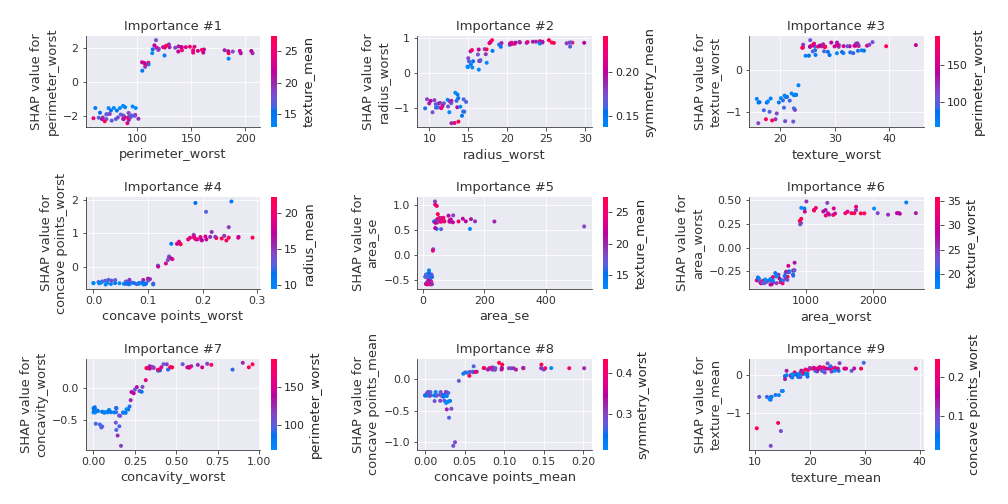 Importance #1
SHAP value for
perimeter_worst
2
0
−2
100
150
200
perimeter_worst
25
20
15
texture_mean
Importance #2
SHAP value for
radius_worst
1
0
−1
10
15
20
25
30
radius_worst
0.20
0.15
symmetry_mean
Importance #3
SHAP value for
texture_worst
0
−1
20
30
40
texture_worst
150
100
perimeter_worst
Importance #4
SHAP value for
concave points_worst
2
1
0
0.0
0.1
0.2
0.3
concave points_worst
20
15
10
radius_mean
Importance #5
SHAP value for
area_se
1.0
0.5
0.0
−0.5
0
200
400
area_se
25
20
15
texture_mean
Importance #6
SHAP value for
area_worst
0.50
0.25
0.00
−0.25
1000
2000
area_worst
35
30
25
20
texture_worst
Importance #7
SHAP value for
concavity_worst
0.0
−0.5
0.00
0.25
0.50
0.75
1.00
concavity_worst
150
100
perimeter_worst
Importance #8
SHAP value for
concave points_mean
0.0
−0.5
−1.0
0.00
0.05
0.10
0.15
0.20
concave points_mean
0.4
0.3
symmetry_worst
Importance #9
SHAP value for
texture_mean
0
−1
10
20
30
40
texture_mean
0.2
0.1
concave points_worst